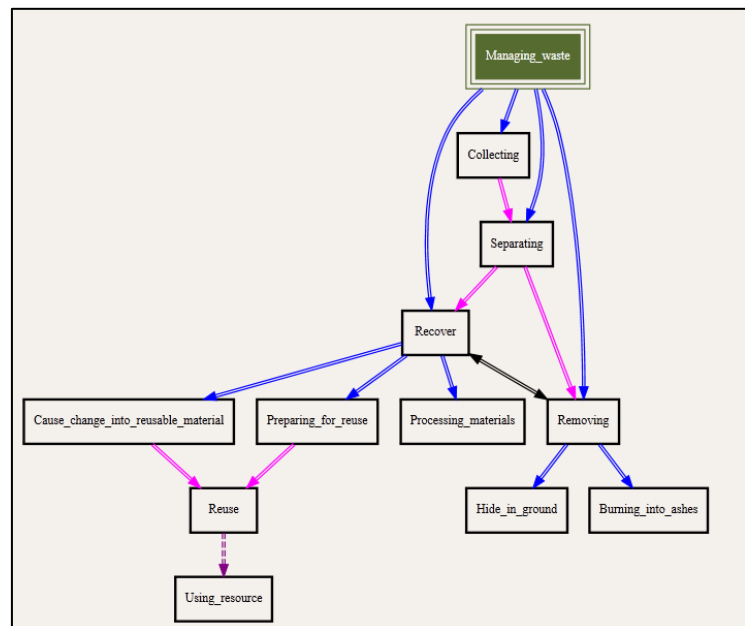 Managing_waste
Collecting
Separating
Recover
Cause_change_into_reusable_material
Preparing_for_reuse
Processing_materials
Removing
Reuse
Hide_in_ground
Burning_into_ashes
Using_resource